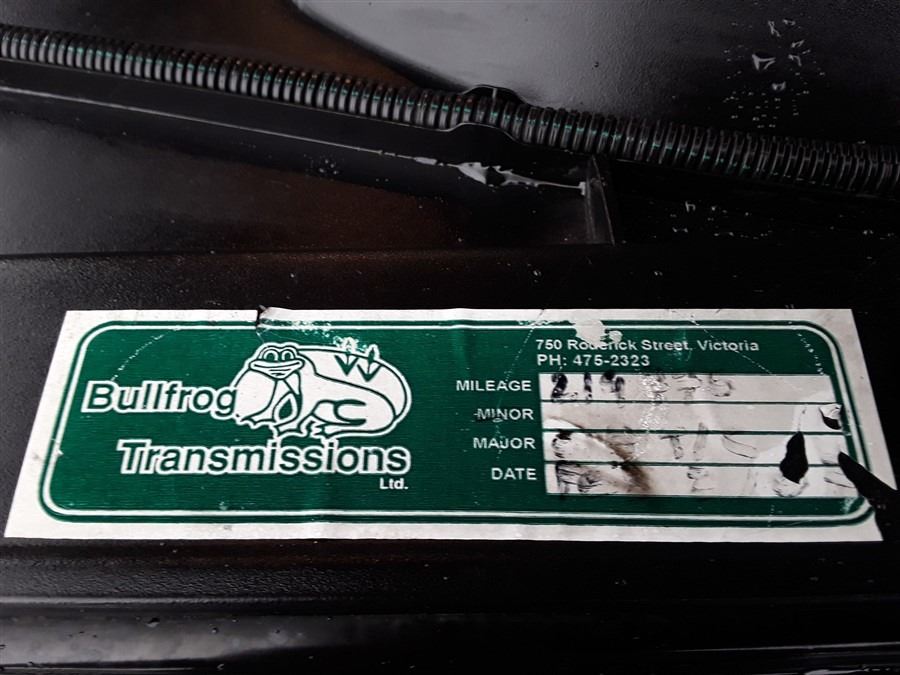 Bullfrog
Transmissions
Ltd.
750 Roderick Street, Victoria
PH: 475-2323
MILEAGE
MINOR
MAJOR
DATE